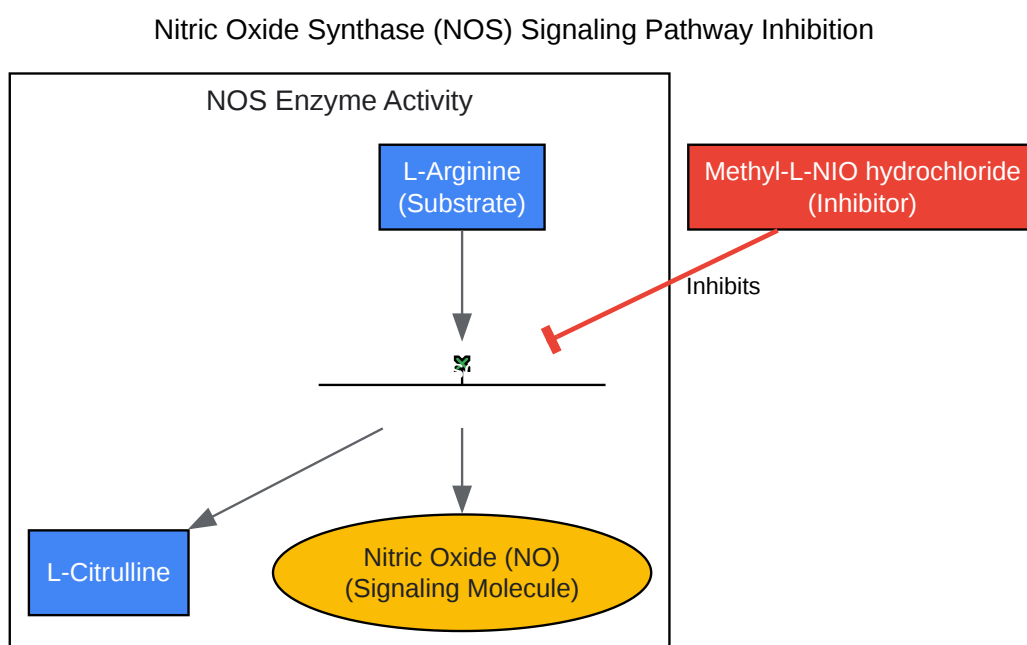 Nitric Oxide Synthase (NOS) Signaling Pathway Inhibition
NOS Enzyme Activity
L-Arginine
(Substrate)
Methyl-L-NIO hydrochloride
(Inhibitor)
Inhibits
L-Citrulline
Nitric Oxide (NO)
(Signaling Molecule)